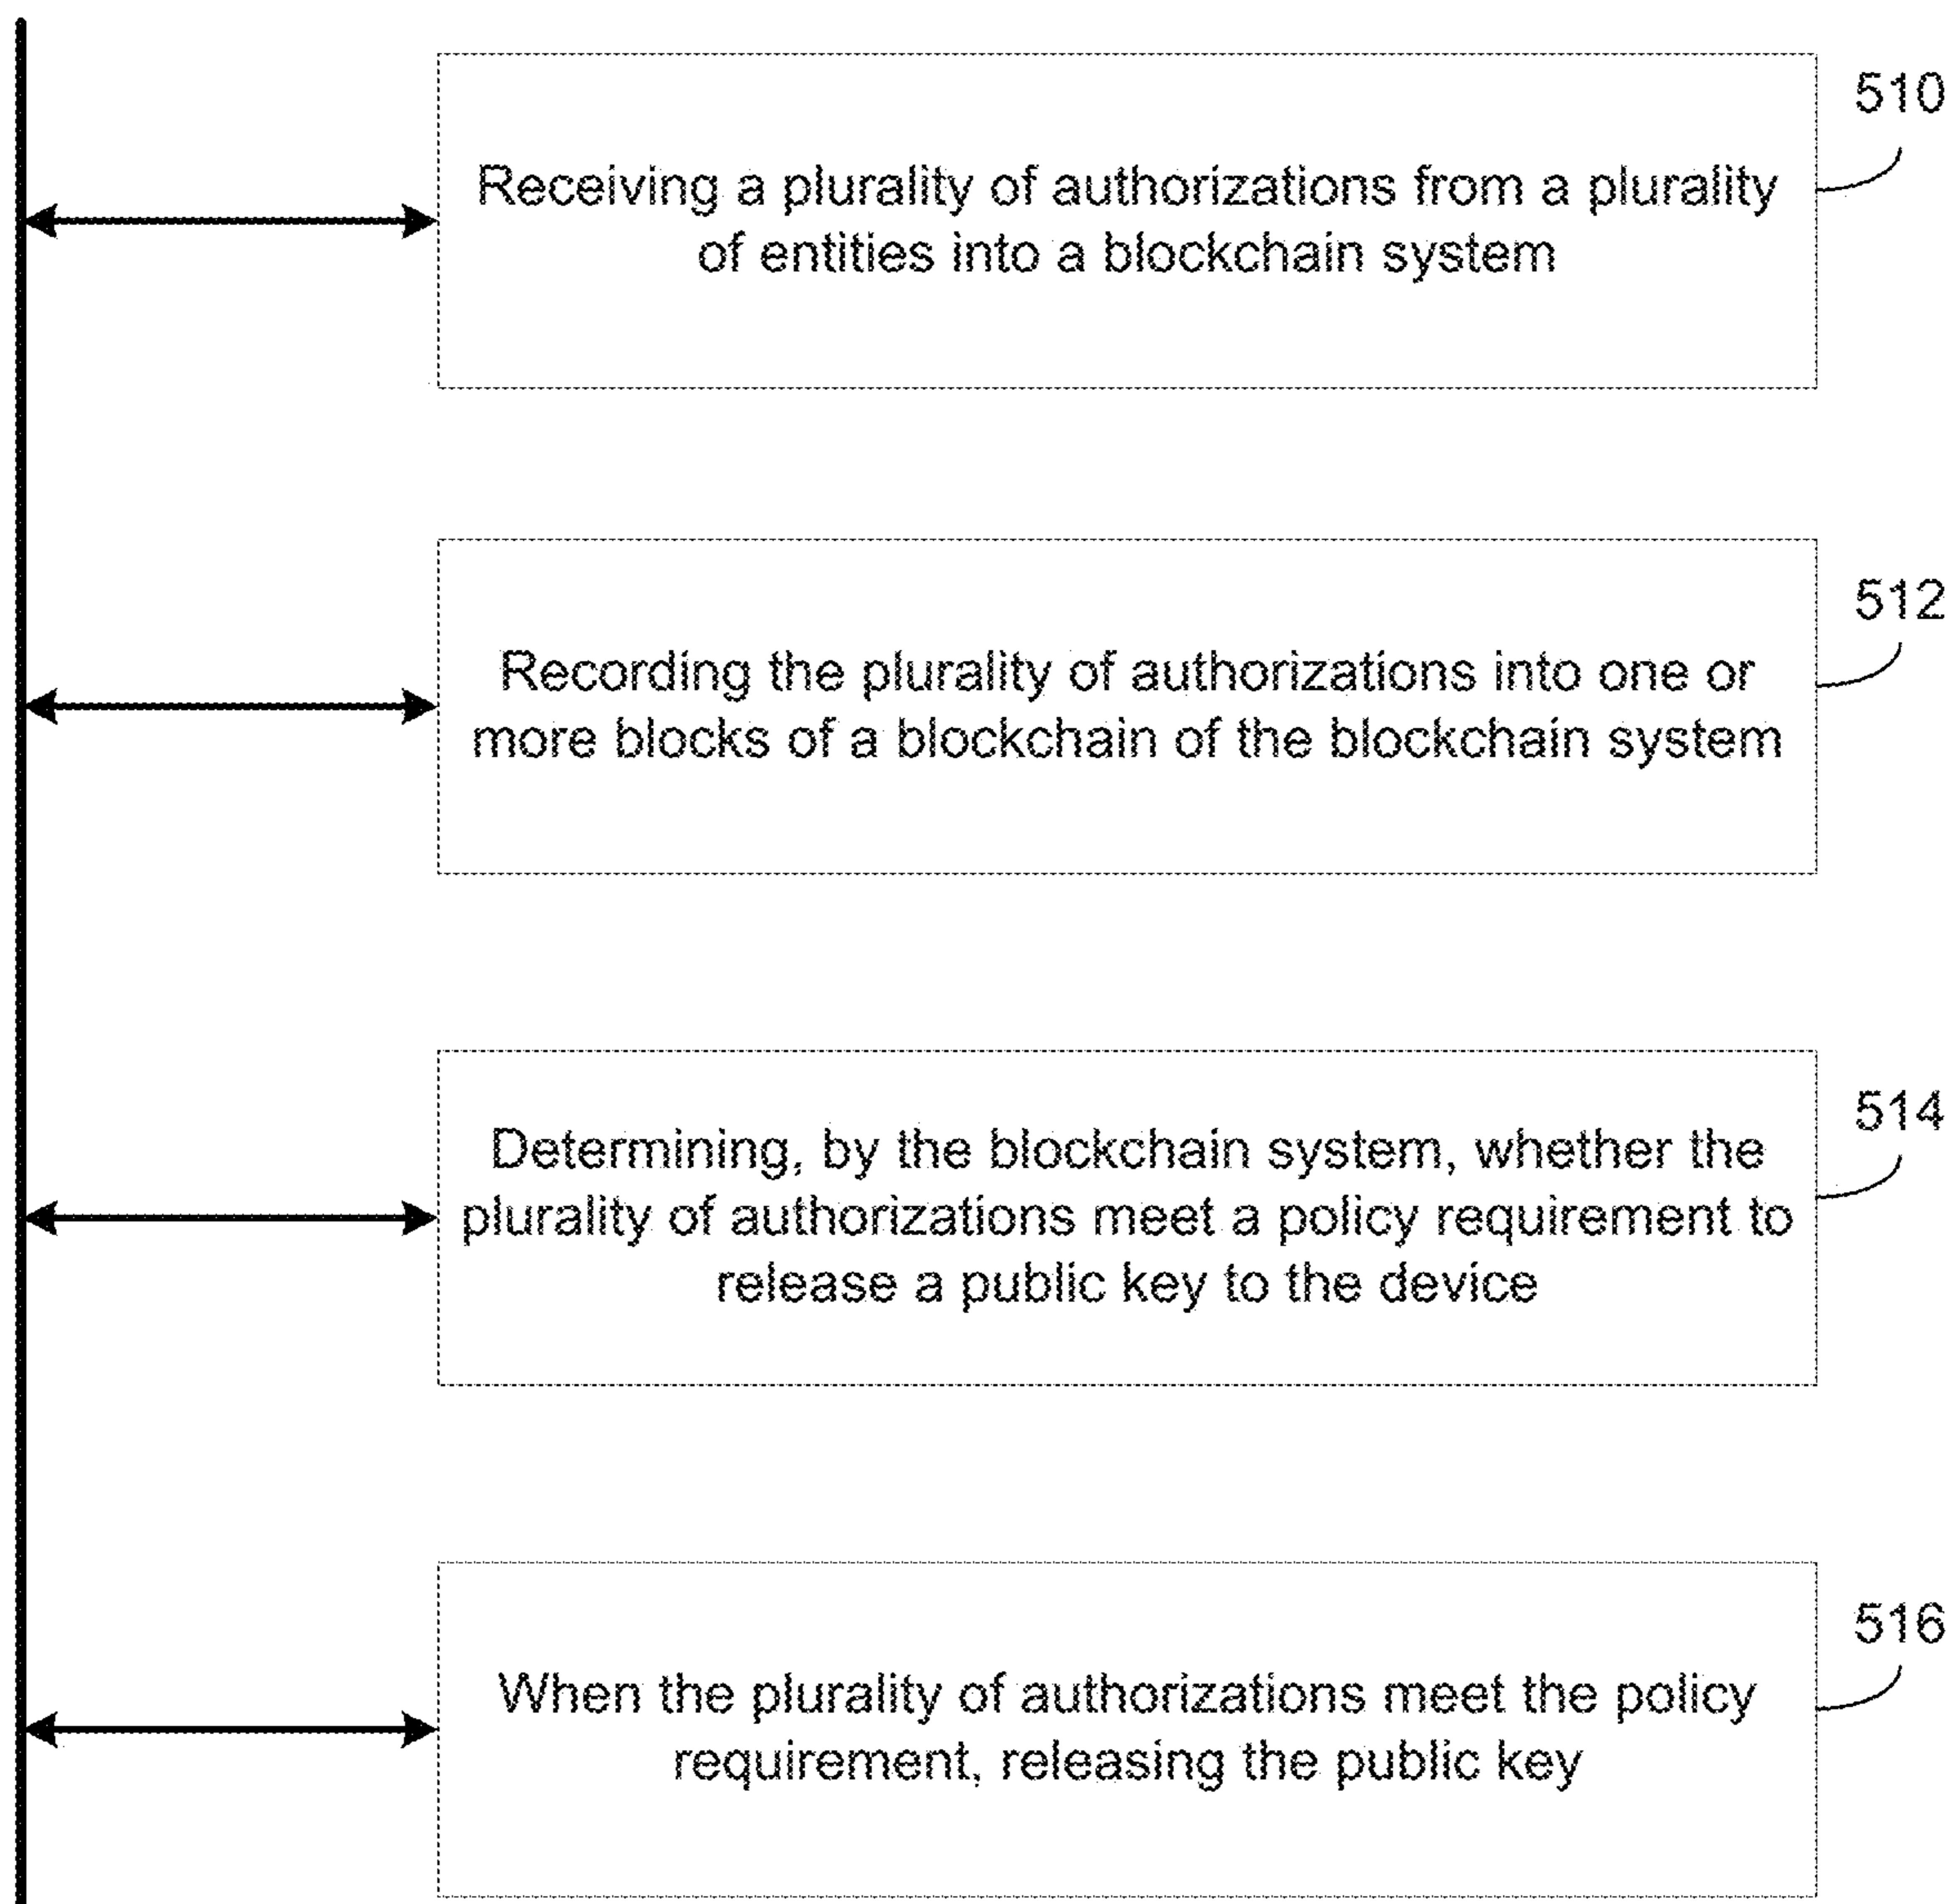 510
Receiving a plurality of authorizations from a plurality
of entities into a blockchain system
512
Recording the plurality of authorizations into one or
more blocks of a blockchain of the blockchain system
514
Determining, by the blockchain system, whether the
plurality of authorizations meet a policy requirement to
release a public key to the device
516
When the plurality of authorizations meet the policy
requirement, releasing the public key